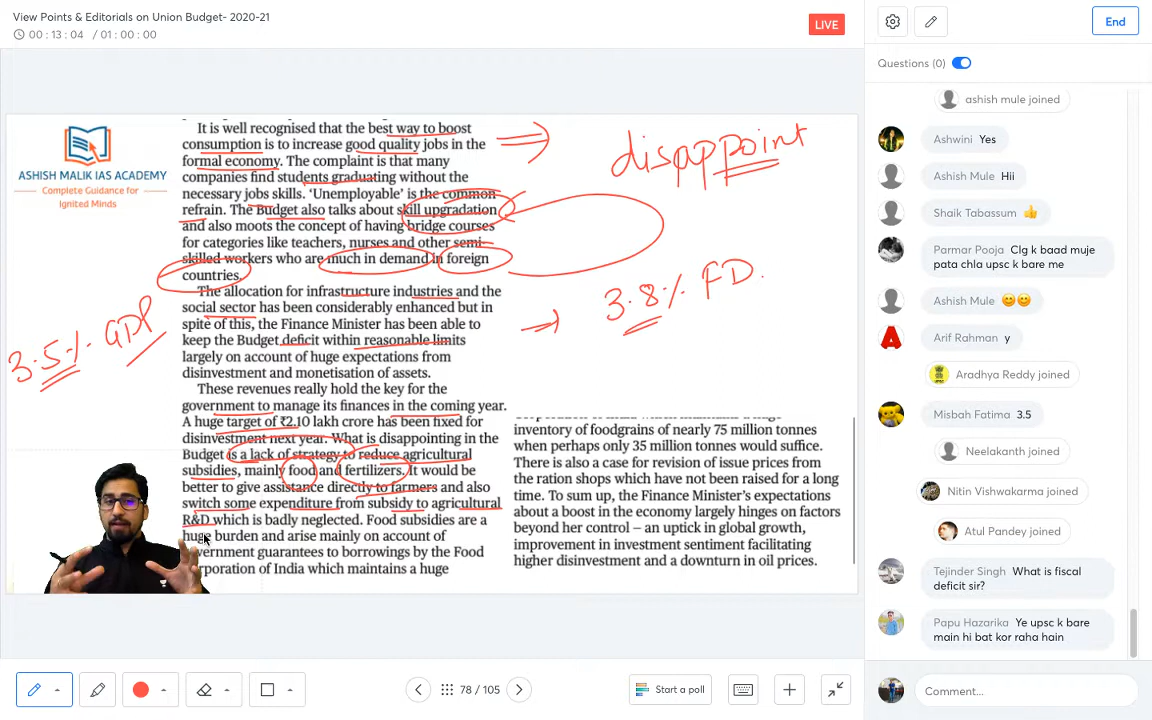 View Points & Editorials on Union Budget- 2020-21
00 : 13 : 04 / 01 : 00 : 00
LIVE
End
Questions (0)
ASHISH MALIK IAS ACADEMY
Complete Guidance for
Ignited Minds
It is well recognised that the best way to boost
consumption is to increase good quality jobs in the
formal economy. The complaint is that many
companies find students graduating without the
necessary jobs skills. ‘Unemployable’ is the common
refrain. The Budget also talks about skill upgradation
and also moots the concept of having bridge courses
for categories like teachers, nurses and other semi-
skilled workers who are much in demand in foreign
countries.
The allocation for infrastructure industries and the
social sector has been considerably enhanced but in
spite of this, the Finance Minister has been able to
keep the Budget deficit within reasonable limits
largely on account of huge expectations from
disinvestment and monetisation of assets.
These revenues really hold the key for the
government to manage its finances in the coming year.
A huge target of ₹2.10 lakh crore has been fixed for
disinvestment next year. What is disappointing in the
Budget is a lack of strategy to reduce agricultural
subsidies, mainly food and fertilizers. It would be
better to give assistance directly to farmers and also
switch some expenditure from subsidy to agricultural
R&D which is badly neglected. Food subsidies are a
huge burden and arise mainly on account of
government guarantees to borrowings by the Food
rporation of India which maintains a huge
inventory of foodgrains of nearly 75 million tonnes
when perhaps only 35 million tonnes would suffice.
There is also a case for revision of issue prices from
the ration shops which have not been raised for a long
time. To sum up, the Finance Minister’s expectations
about a boost in the economy largely hinges on factors
beyond her control – an uptick in global growth,
improvement in investment sentiment facilitating
higher disinvestment and a downturn in oil prices.
disappoint
3.8% FD.
3.5% GDP
ashish mule joined
Ashwini Yes
Ashish Mule Hii
Shaik Tabassum 👍
Parmar Pooja Clg k baad muje
pata chla upsc k bare me
Ashish Mule 😊😊
Arif Rahman y
Aradhya Reddy joined
Misbah Fatima 3.5
Neelakanth joined
Nitin Vishwakarma joined
Atul Pandey joined
Tejinder Singh What is fiscal
deficit sir?
Papu Hazarika Ye upsc k bare
main hi bat kor raha hain
78 / 105
Start a poll
Comment...